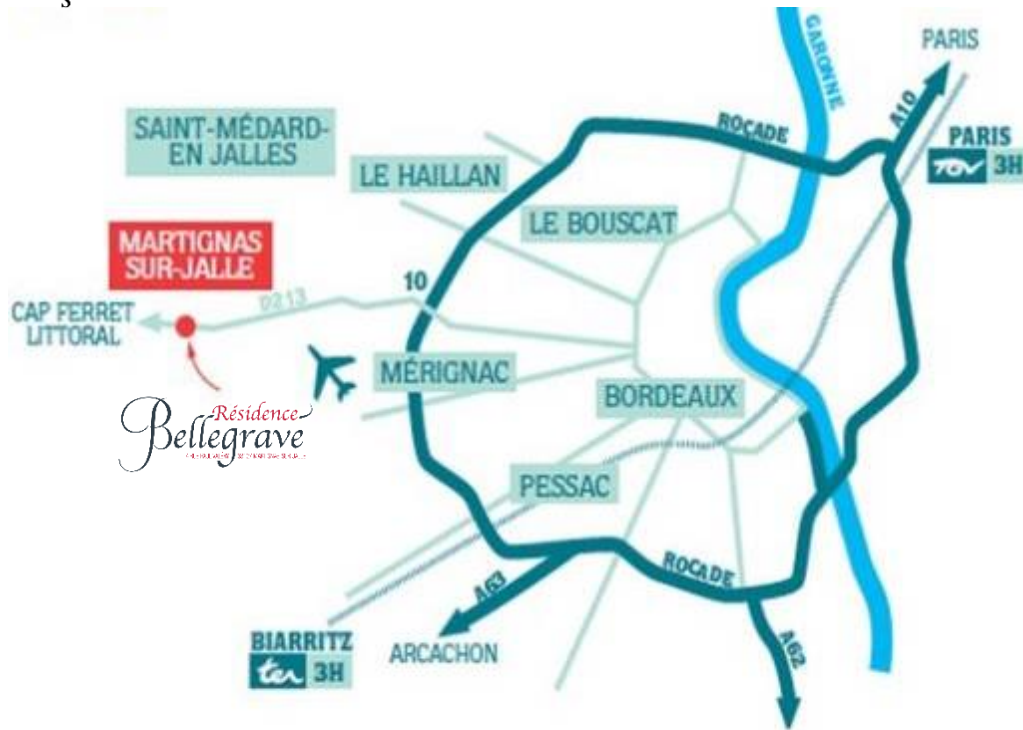 ş
GARONNE
PARIS
A10
ROCADE
PARIS
TGV 3H
SAINT-MÉDARD-
EN JALLES
LE HAILLAN
LE BOUSCAT
MARTIGNAS
SUR-JALLE
10
D213
CAP FERRET
LITTORAL
MÉRIGNAC
BORDEAUX
Résidence
Bellegrave
PESSAC
ROCADE
A63
BIARRITZ
ter 3H
ARCACHON
A62